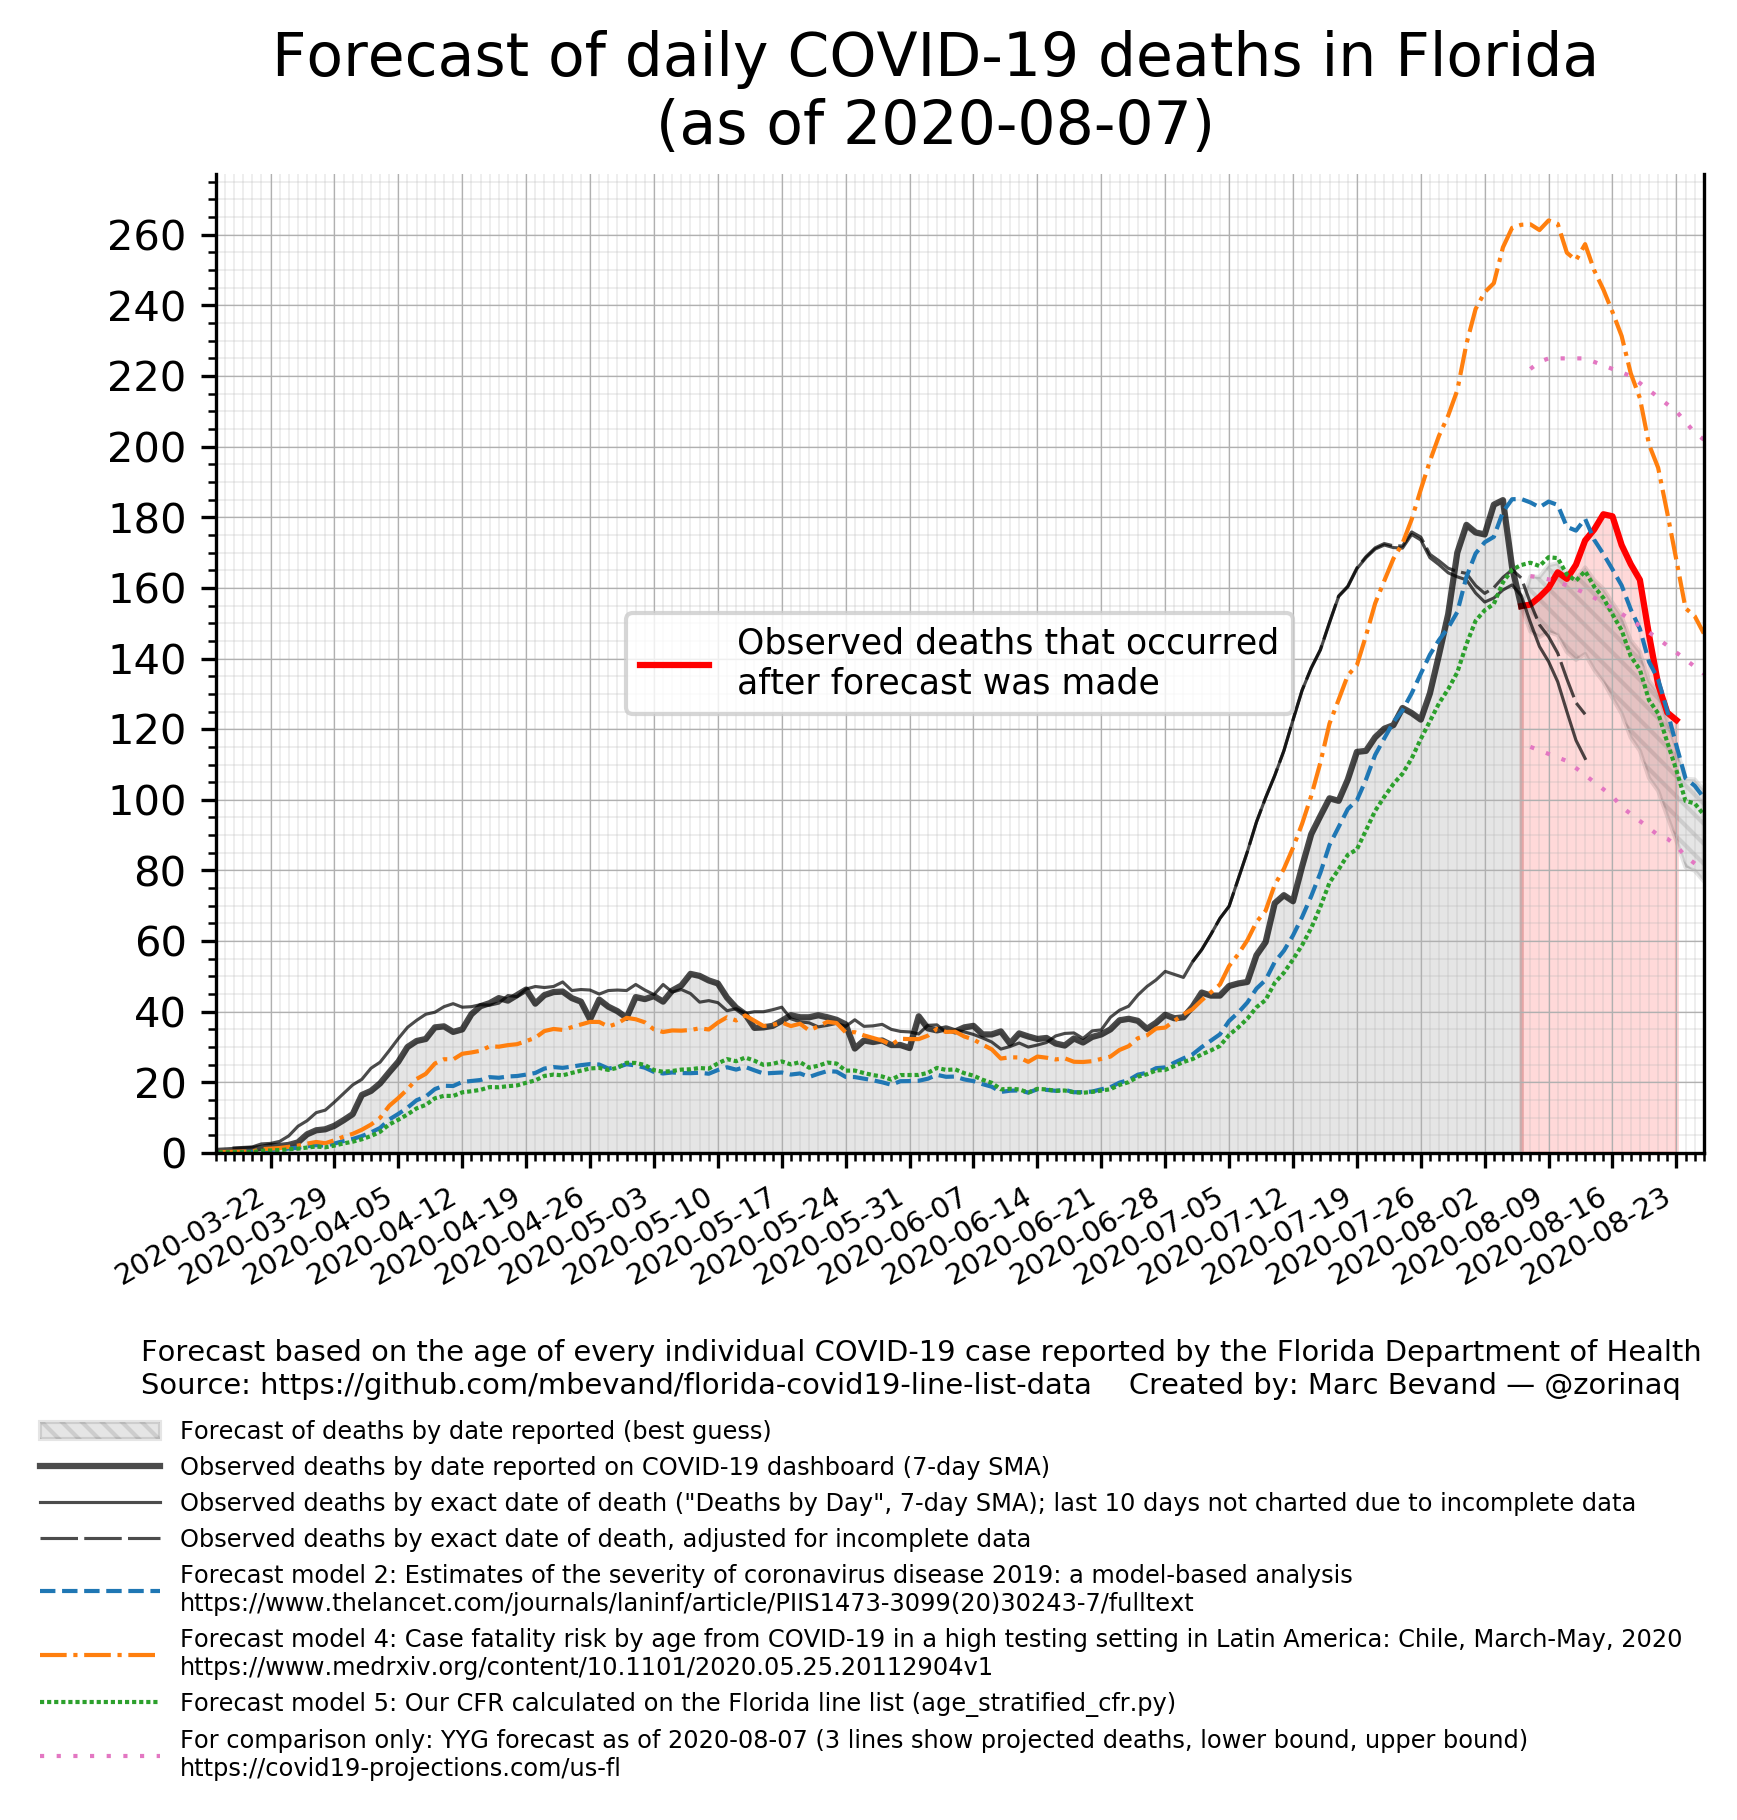 Forecast of daily COVID-19 deaths in Florida
(as of 2020-08-07)
260
240
220
200
180
160
140
120
100
80
60
40
20
0
Observed deaths that occurred
after forecast was made
2020-03-22
2020-03-29
2020-04-05
2020-04-12
2020-04-19
2020-04-26
2020-05-03
2020-05-10
2020-05-17
2020-05-24
2020-05-31
2020-06-07
2020-06-14
2020-06-21
2020-06-28
2020-07-05
2020-07-12
2020-07-19
2020-07-26
2020-08-02
2020-08-09
2020-08-16
2020-08-23
Forecast based on the age of every individual COVID-19 case reported by the Florida Department of Health
Source: https://github.com/mbevand/florida-covid19-line-list-data    Created by: Marc Bevand — @zorinaq
Forecast of deaths by date reported (best guess)
Observed deaths by date reported on COVID-19 dashboard (7-day SMA)
Observed deaths by exact date of death ("Deaths by Day", 7-day SMA); last 10 days not charted due to incomplete data
Observed deaths by exact date of death, adjusted for incomplete data
Forecast model 2: Estimates of the severity of coronavirus disease 2019: a model-based analysis
https://www.thelancet.com/journals/laninf/article/PIIS1473-3099(20)30243-7/fulltext
Forecast model 4: Case fatality risk by age from COVID-19 in a high testing setting in Latin America: Chile, March-May, 2020
https://www.medrxiv.org/content/10.1101/2020.05.25.20112904v1
Forecast model 5: Our CFR calculated on the Florida line list (age_stratified_cfr.py)
For comparison only: YYG forecast as of 2020-08-07 (3 lines show projected deaths, lower bound, upper bound)
https://covid19-projections.com/us-fl